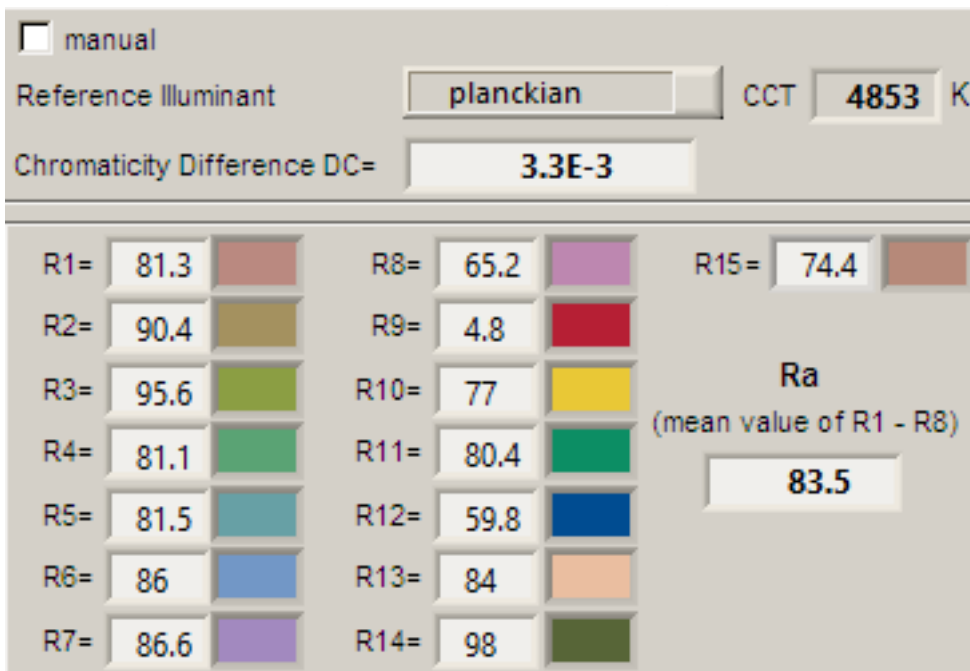 manual
Reference Illuminant planckian CCT 4853 K
Chromaticity Difference DC= 3.3E-3
R1= 81.3 R8= 65.2 R15= 74.4
R2= 90.4 R9= 4.8
R3= 95.6 R10= 77 Ra
(mean value of R1 - R8)
R4= 81.1 R11= 80.4
83.5
R5= 81.5 R12= 59.8
R6= 86 R13= 84
R7= 86.6 R14= 98